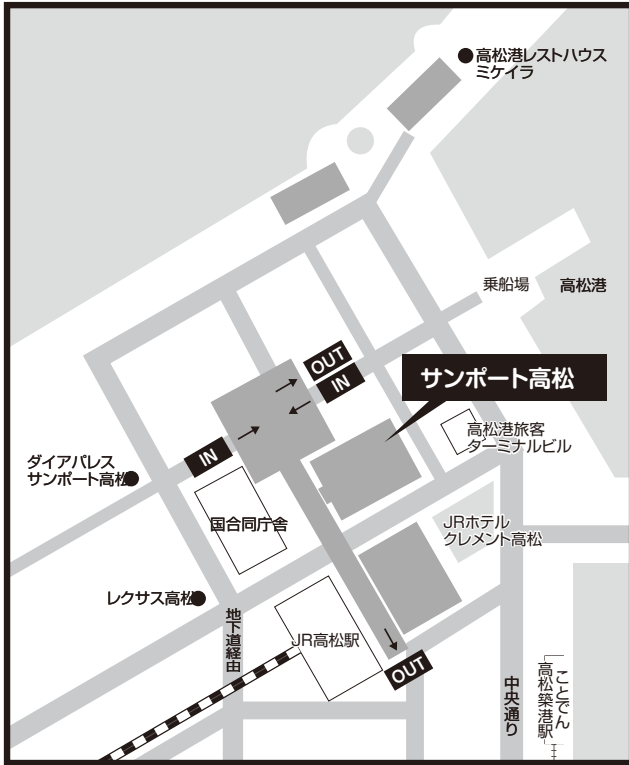 高松港レストハウス
ミケイラ
乗船場
高松港
OUT
IN
サンポート高松
高松港旅客
ターミナルビル
IN
ダイアパレス
サンポート高松
国合同庁舎
JRホテル
クレメント高松
レクサス高松
地下道経由
JR高松駅
OUT
中央通り
ことでん
高松築港駅